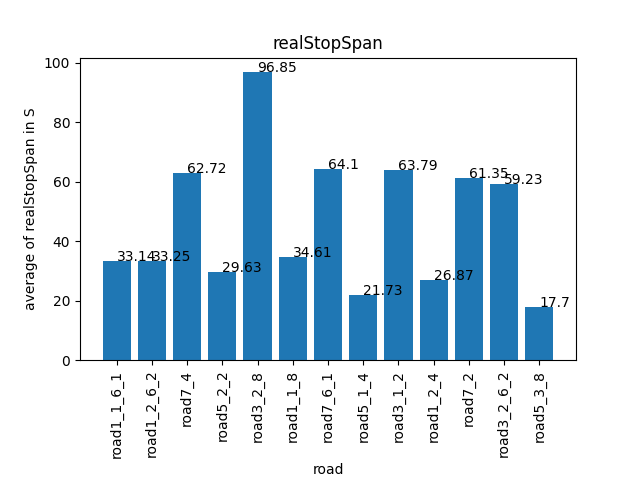 realStopSpan
average of realStopSpan in S
100
80
60
40
20
0
33.14
33.25
62.72
29.63
96.85
34.61
64.1
21.73
63.79
26.87
61.35
59.23
17.7
road1_1_6_1
road1_2_6_2
road7_4
road5_2_2
road3_2_8
road1_1_8
road7_6_1
road5_1_4
road3_1_2
road1_2_4
road7_2
road3_2_6_2
road5_3_8
road